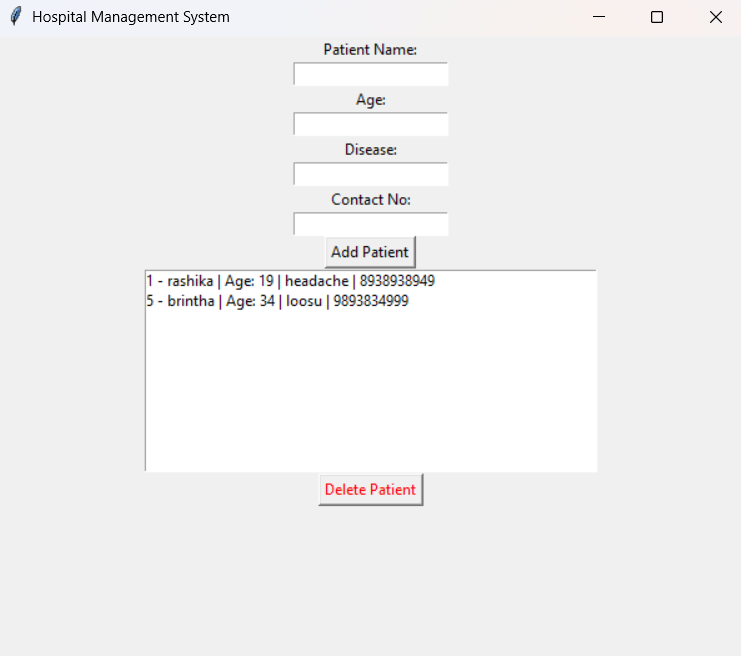 Hospital Management System
Patient Name:
Age:
Disease:
Contact No:
Add Patient
1 - rashika | Age: 19 | headache | 8938938949
5 - brintha | Age: 34 | loosu | 9893834999
Delete Patient